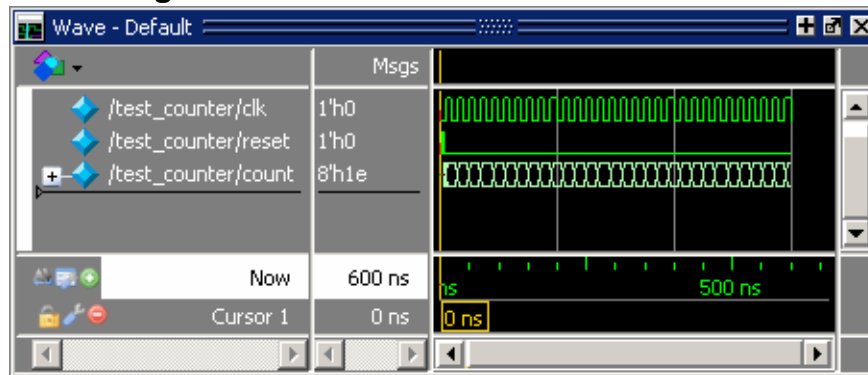 Wave - Default
Msgs
/test_counter/clk 1'h0
/test_counter/reset 1'h0
/test_counter/count 8'h1e
Now 600 ns
ns 500 ns
Cursor 1 0 ns 0 ns